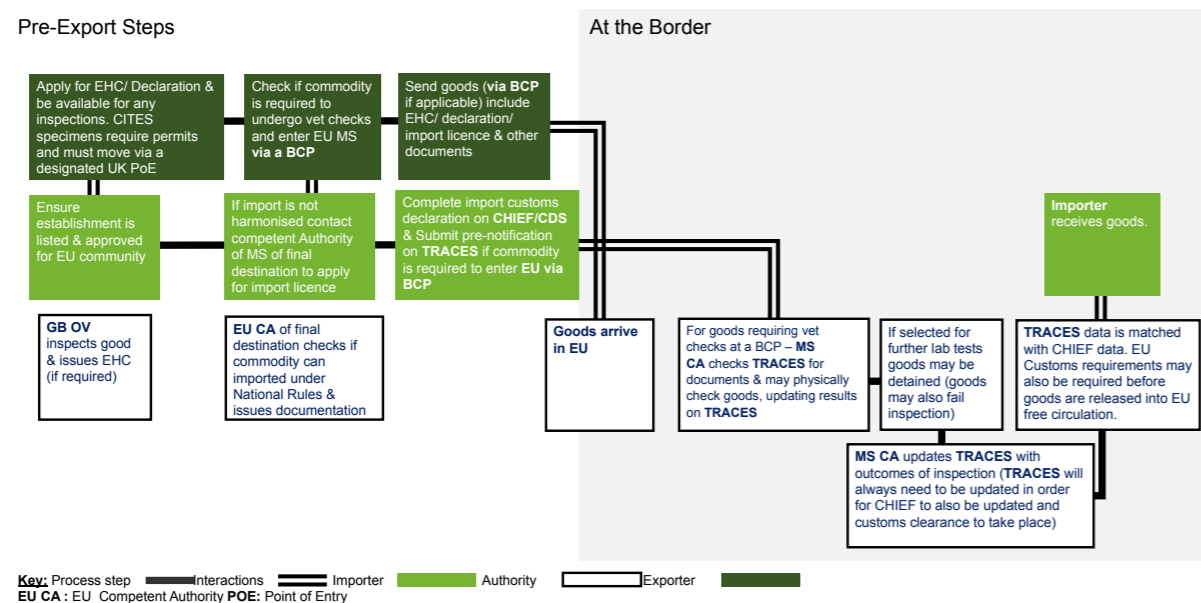 Pre-Export Steps
At the Border
Apply for EHC/ Declaration &
be available for any
inspections. CITES
specimens require permits
and must move via a
designated UK PoE
Check if commodity
is required to
undergo vet checks
and enter EU MS
via a BCP
Send goods (via BCP
if applicable) include
EHC/ declaration/
import licence & other
documents
Ensure
establishment is
listed & approved
for EU community
If import is not
harmonised contact
competent Authority
of MS of final
destination to apply
for import licence
Complete import customs
declaration on CHIEF/CDS
& Submit pre-notification
on TRACES if commodity
is required to enter EU via
BCP
Importer
receives goods.
GB OV
inspects good
& issues EHC
(if required)
EU CA of final
destination checks if
commodity can
imported under
National Rules &
issues documentation
Goods arrive
in EU
For goods requiring vet
checks at a BCP – MS
CA checks TRACES for
documents & may physically
check goods, updating results
on TRACES
If selected for
further lab tests
goods may be
detained (goods
may also fail
inspection)
TRACES data is matched
with CHIEF data. EU
Customs requirements may
also be required before
goods are released into EU
free circulation.
MS CA updates TRACES with
outcomes of inspection (TRACES will
always need to be updated in order
for CHIEF to also be updated and
customs clearance to take place)
Key: Process step Interactions Importer Authority Exporter
EU CA : EU Competent Authority POE: Point of Entry